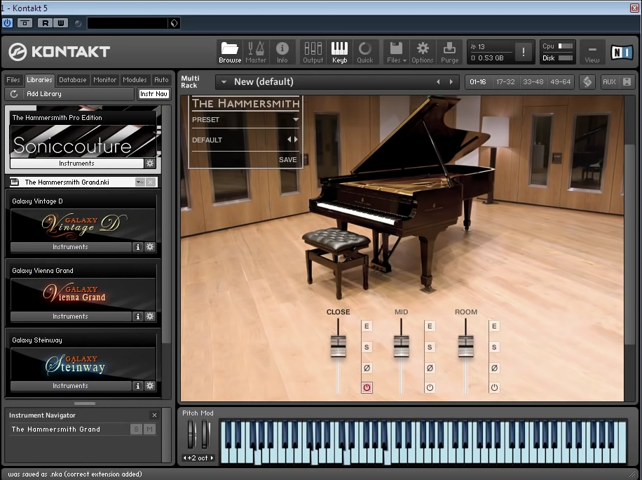 1 - Kontakt 5
R
W
KONTAKT
Browse
Master
Info
Output
Keyb
Quick
Files
Options
Purge
13
0.53 GB
!
Cpu
Disk
View
NI
Files Libraries Database Monitor Modules Auto
Add Library
Instr Nav
The Hammersmith Pro Edition
Soniccouture
Instruments
The Hammersmith Grand.nki
Galaxy Vintage D
GALAXY
Vintage D
Instruments
i
Galaxy Vienna Grand
GALAXY
Vienna Grand
Instruments
i
Galaxy Steinway
GALAXY
Steinway
Instruments
i
Instrument Navigator
The Hammersmith Grand
S M
Multi
Rack
New (default)
01-16 17-32 33-48 49-64
AUX
THE HAMMERSMITH
PRESET
DEFAULT
SAVE
CLOSE MID ROOM
E E E
S S S
Ø Ø Ø
Pitch Mod
+2 oct
was saved as .nka (correct extension added)